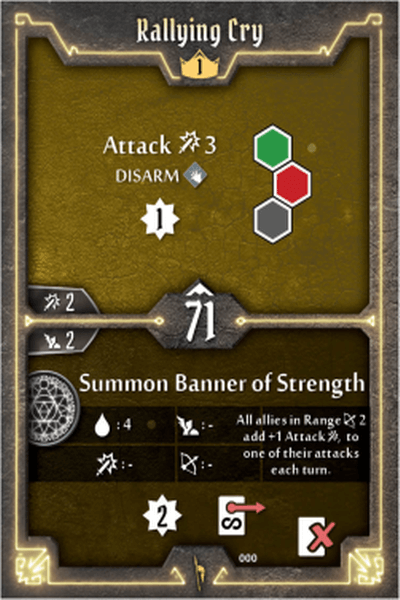 Rallying Cry
1
Attack 3
DISARM
1
2
71
2
Summon Banner of Strength
:4 :- All allies in Range 2
add +1 Attack, to
:- :- one of their attacks
each turn.
2
000